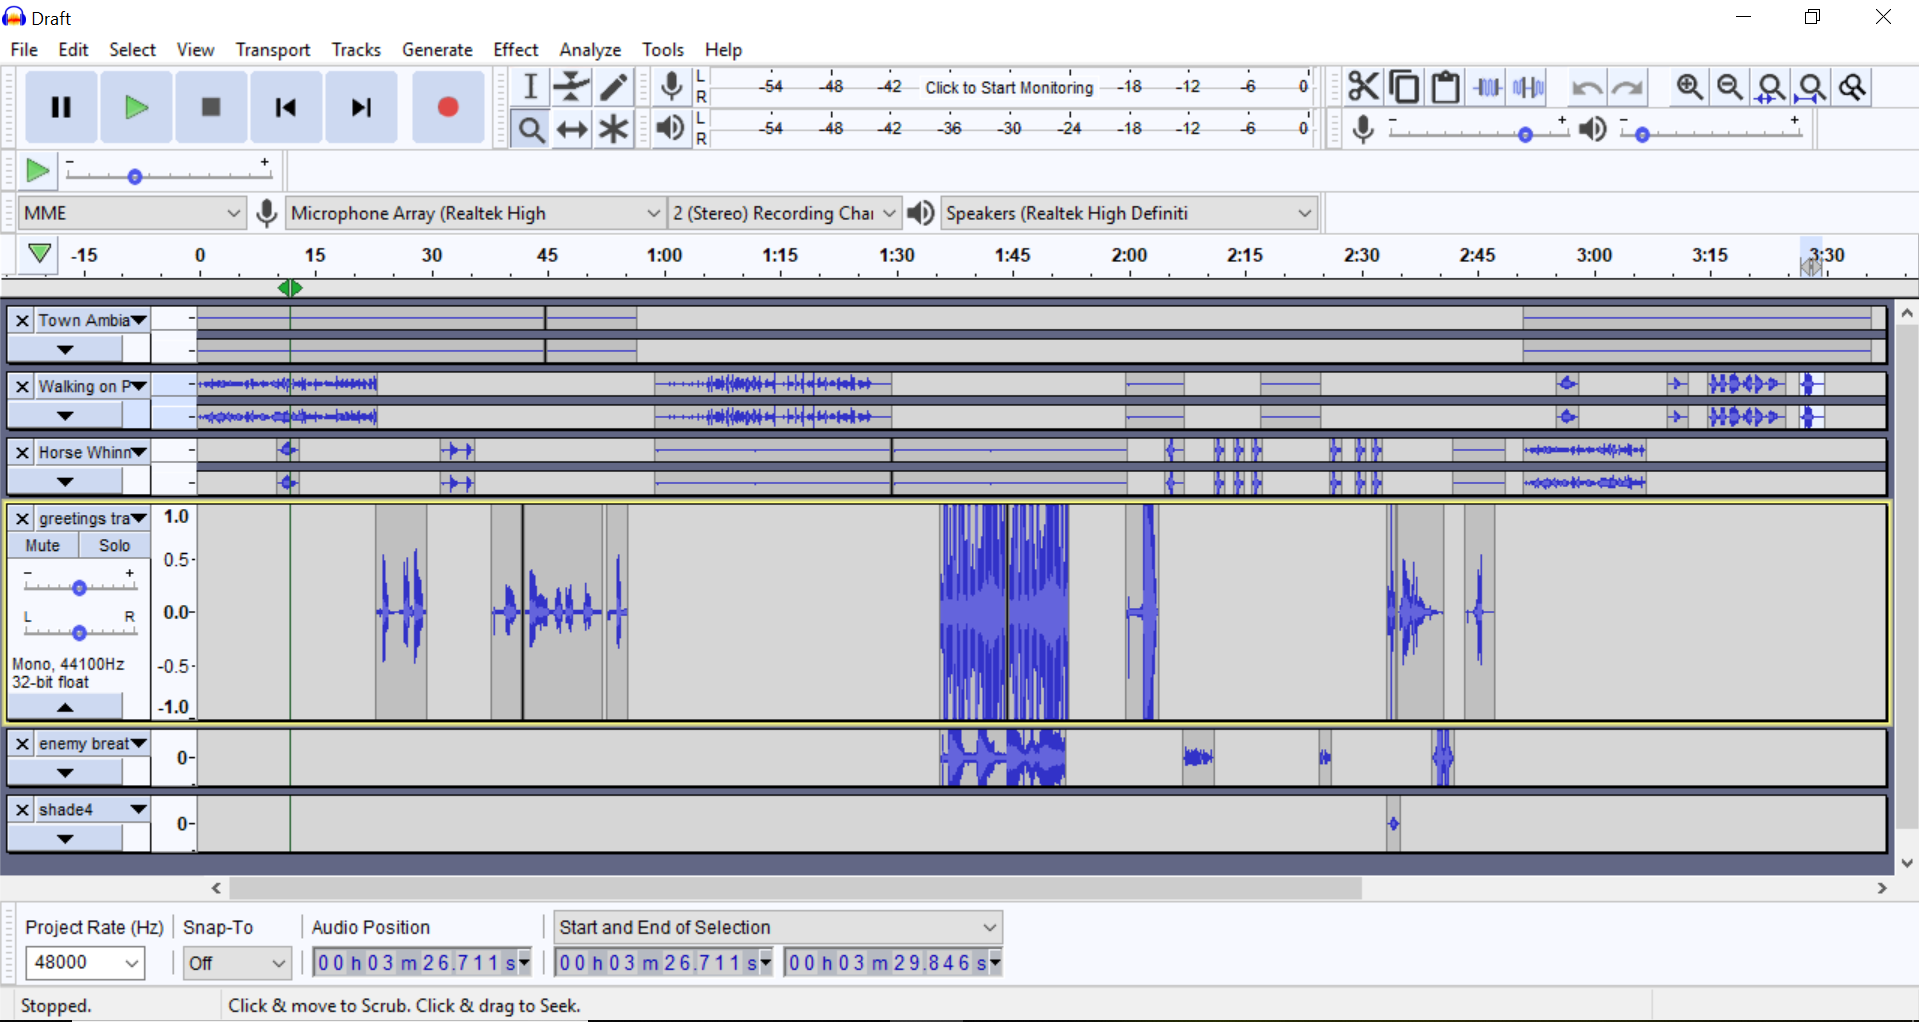 Draft
File Edit Select View Transport Tracks Generate Effect Analyze Tools Help
L
R
-54 -48 -42 Click to Start Monitoring -18 -12 -6 0
L
R
-54 -48 -42 -36 -30 -24 -18 -12 -6 0
- +
- +
- +
MME
Microphone Array (Realtek High
2 (Stereo) Recording Chai
Speakers (Realtek High Definiti
-15 0 15 30 45 1:00 1:15 1:30 1:45 2:00 2:15 2:30 2:45 3:00 3:15 3:30
Town Ambia
Walking on P
Horse Whinn
greetings tra
Mute Solo
- +
L R
Mono, 44100Hz
32-bit float
1.0
0.5-
0.0-
-0.5-
-1.0
enemy breat
0-
shade4
0-
Project Rate (Hz) Snap-To Audio Position Start and End of Selection
48000 Off 00 h 03 m 26.711 s 00 h 03 m 26.711 s 00 h 03 m 29.846 s
Stopped. Click & move to Scrub. Click & drag to Seek.